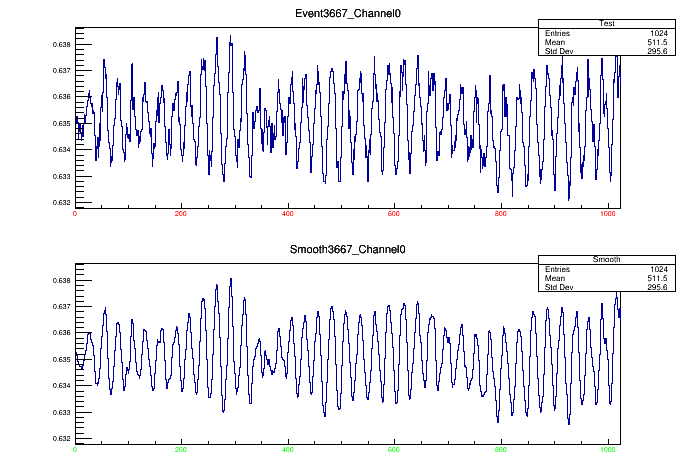 Event3667_Channel0
Test
Entries 1024
Mean 511.5
Std Dev 295.6
0.638
0.637
0.636
0.635
0.634
0.633
0.632
0 200 400 600 800 1000
Smooth3667_Channel0
Smooth
Entries 1024
Mean 511.5
Std Dev 295.6
0.638
0.637
0.636
0.635
0.634
0.633
0.632
0 200 400 600 800 1000